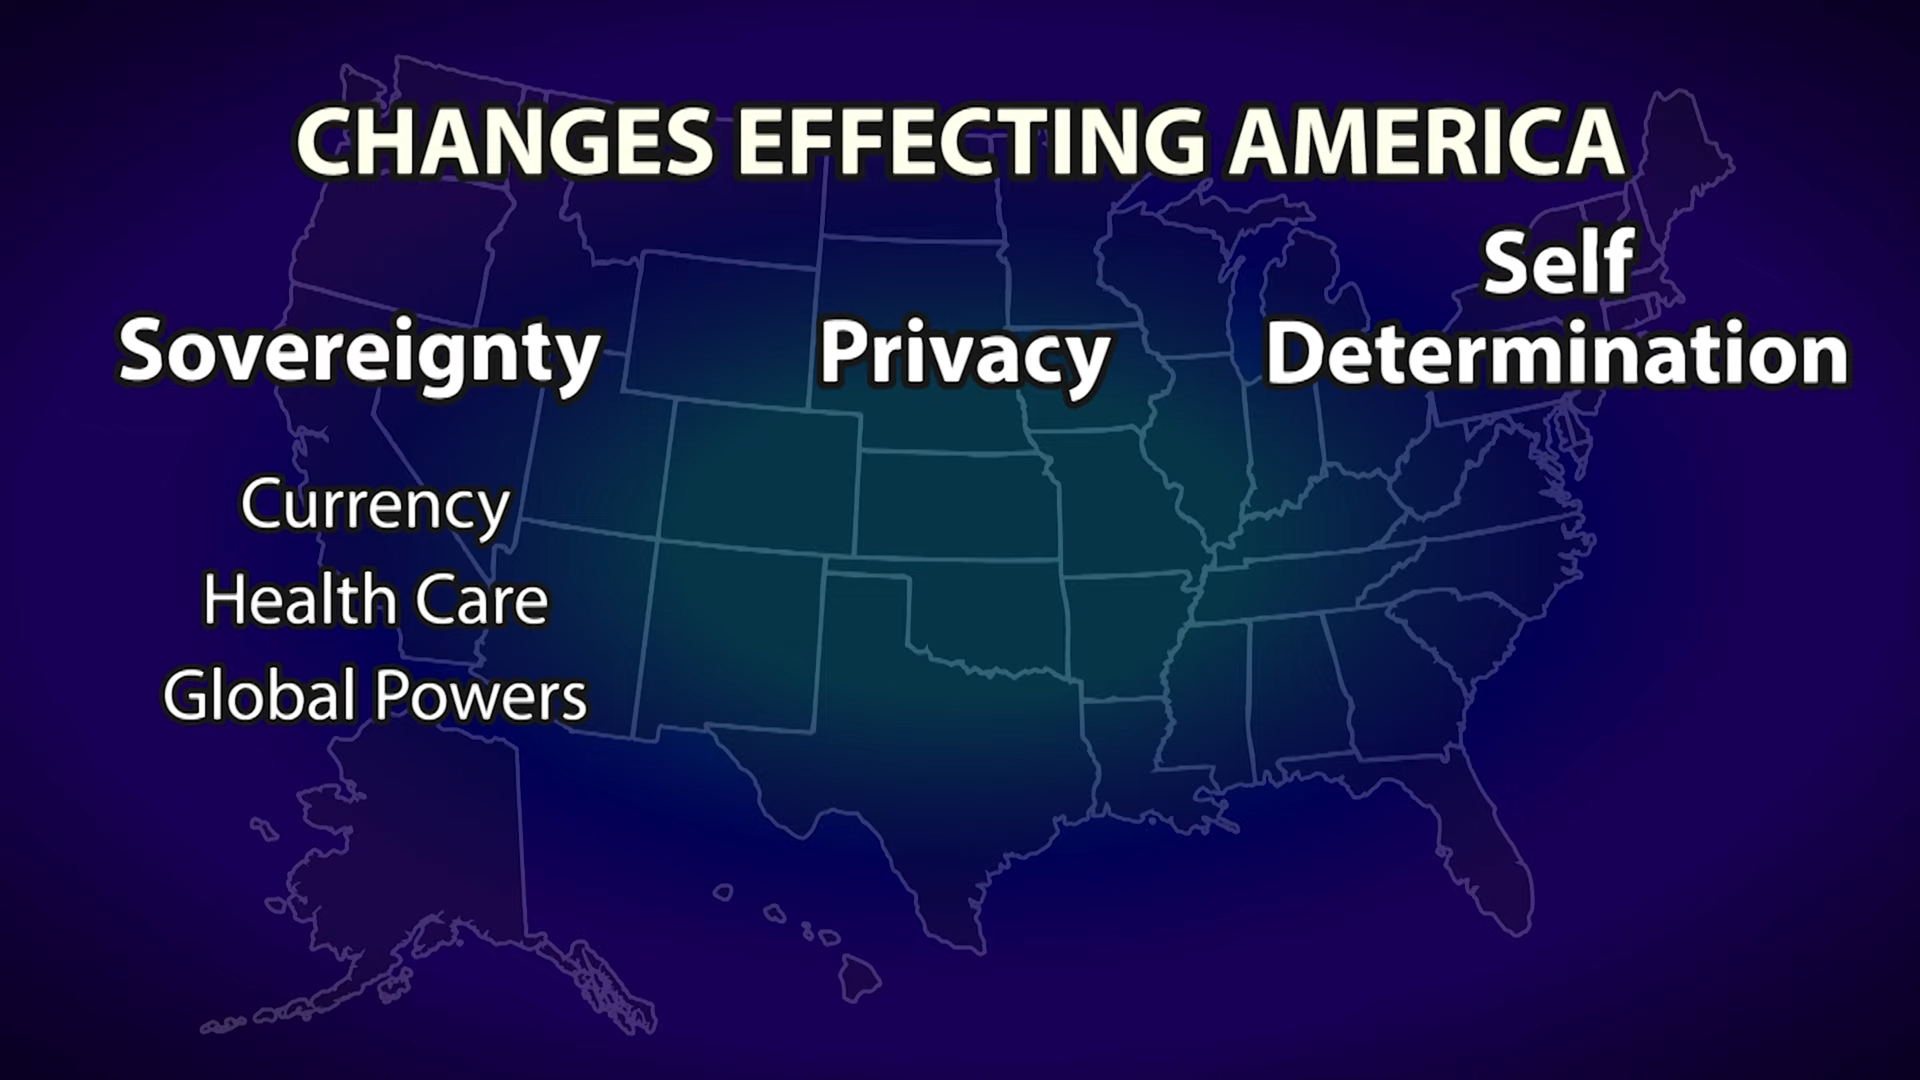 CHANGES EFFECTING AMERICA
Sovereignty
Currency
Health Care
Global Powers
Privacy
Self
Determination